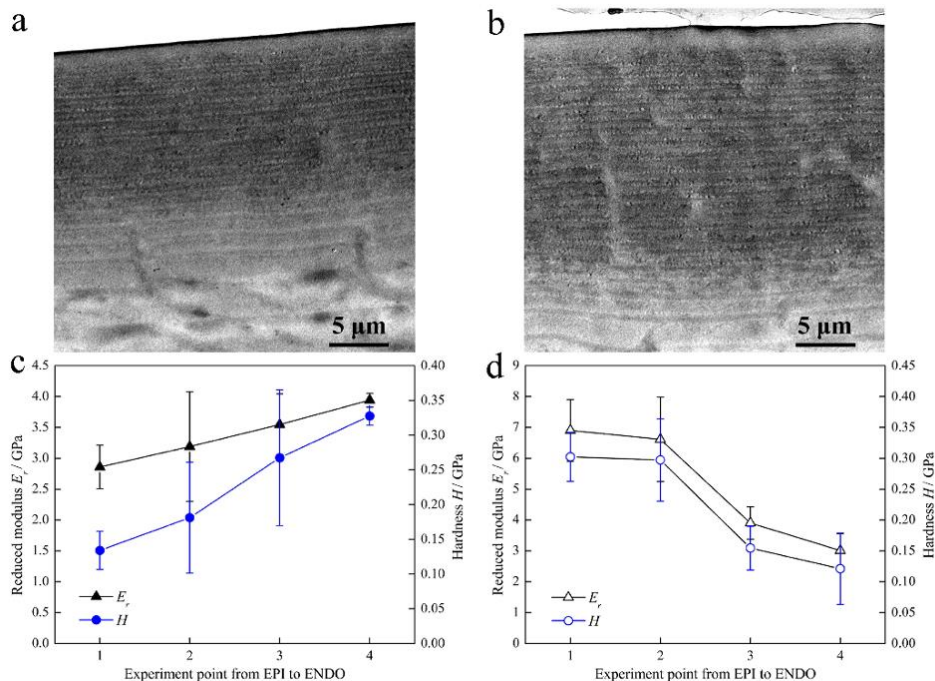 a
b
5 µm
5 µm
c
d
4.5
4.0
3.5
3.0
2.5
2.0
1.5
1.0
0.5
0.0
Reduced modulus Er / GPa
0.40
0.35
0.30
0.25
0.20
0.15
0.10
0.05
0.00
Hardness H / GPa
Er
H
1 2 3 4
Experiment point from EPI to ENDO
9
8
7
6
5
4
3
2
1
0
Reduced modulus Er / GPa
0.45
0.40
0.35
0.30
0.25
0.20
0.15
0.10
0.05
0.00
Hardness H / GPa
Er
H
1 2 3 4
Experiment point from EPI to ENDO